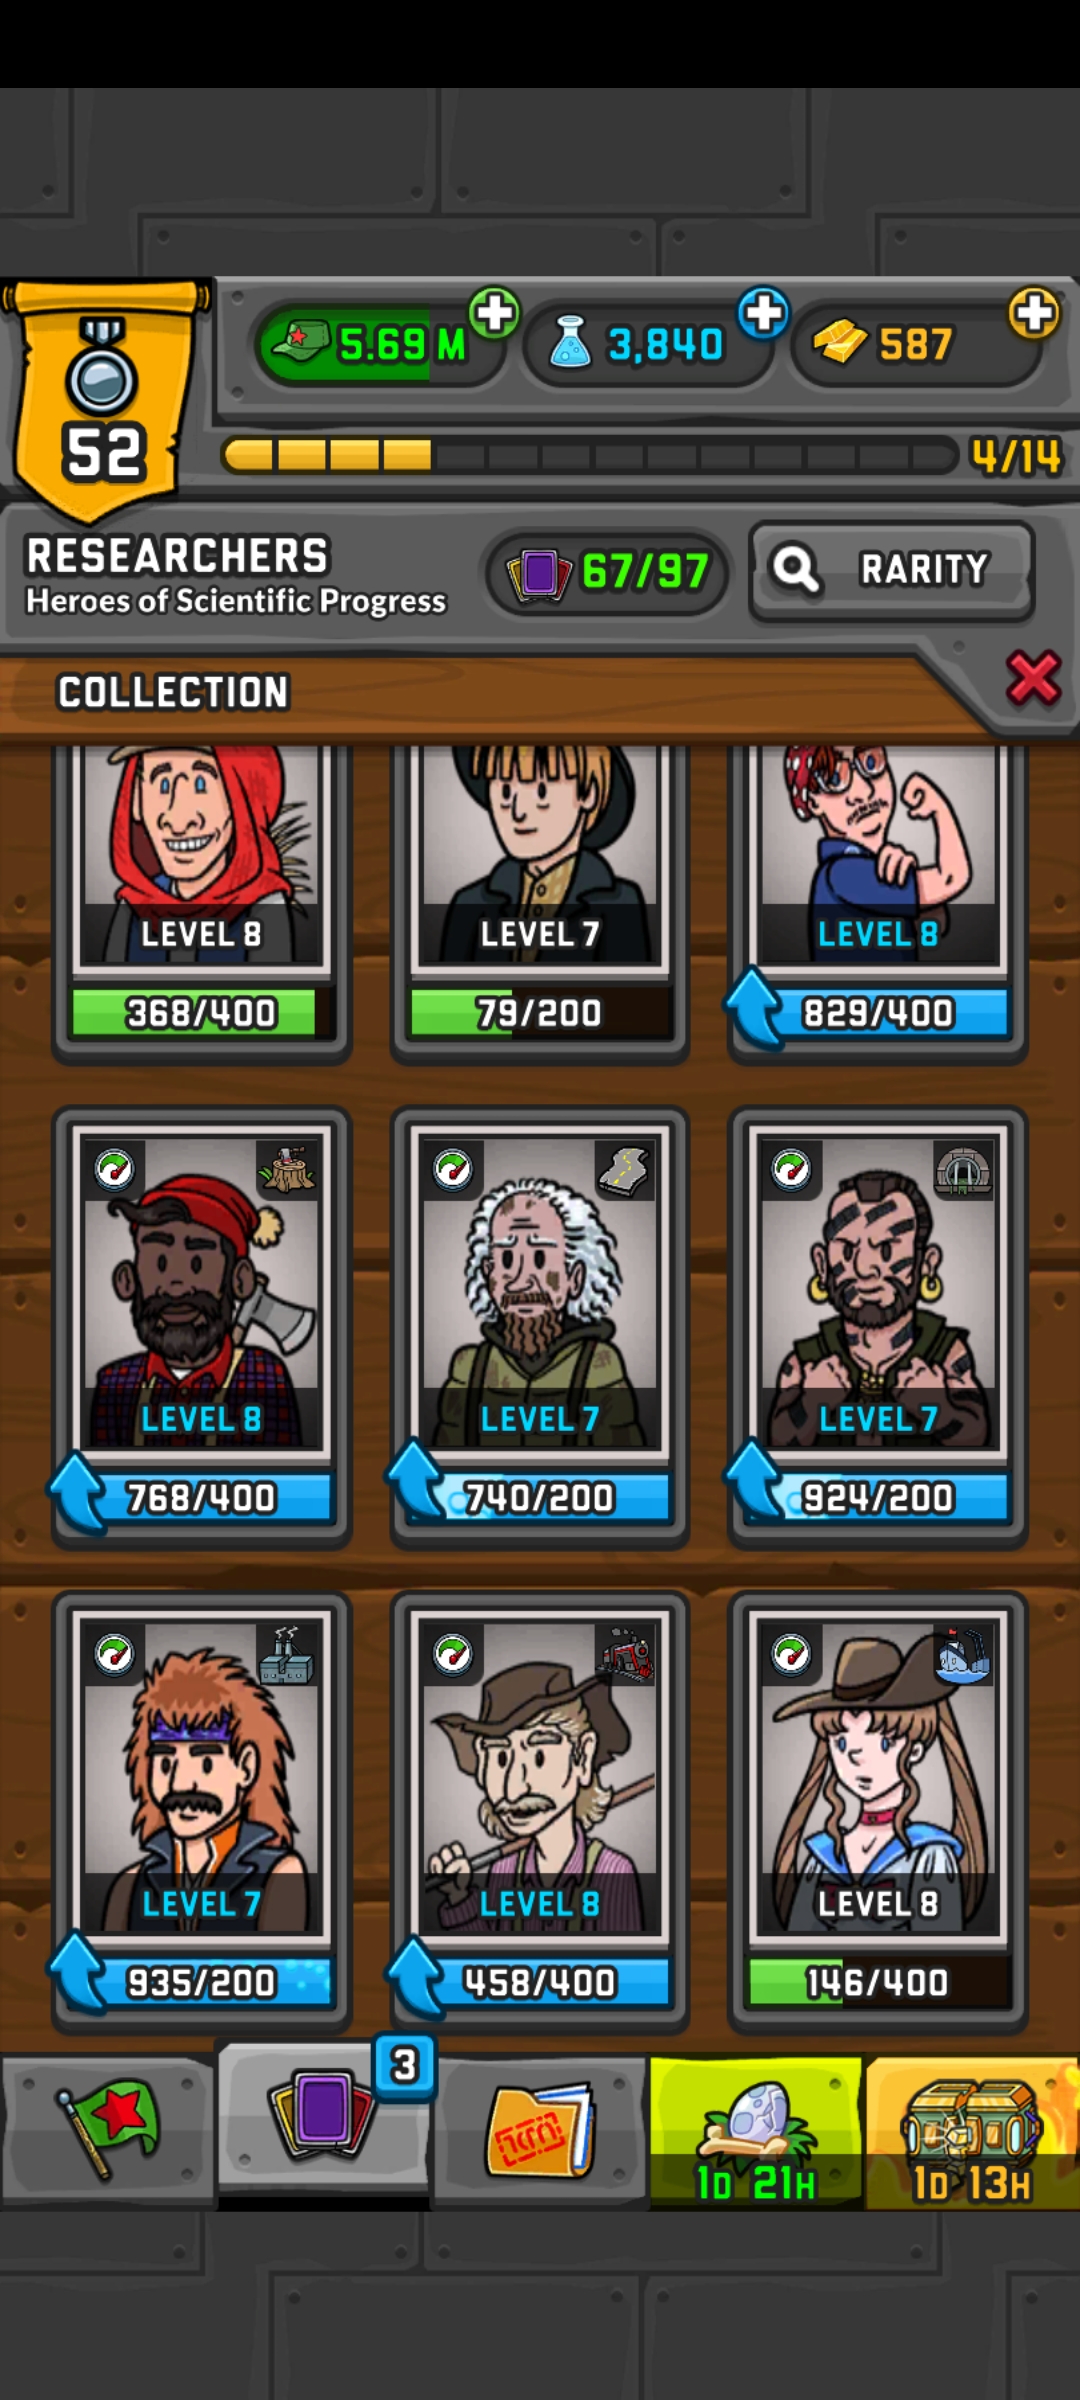 5.69 M
3,840
587
52
4/14
RESEARCHERS
Heroes of Scientific Progress
67/97
RARITY
COLLECTION
LEVEL 8
LEVEL 7
LEVEL 8
368/400
79/200
829/400
LEVEL 8
LEVEL 7
LEVEL 7
768/400
740/200
924/200
LEVEL 7
LEVEL 8
LEVEL 8
935/200
458/400
146/400
3
1D 21H
1D 13H